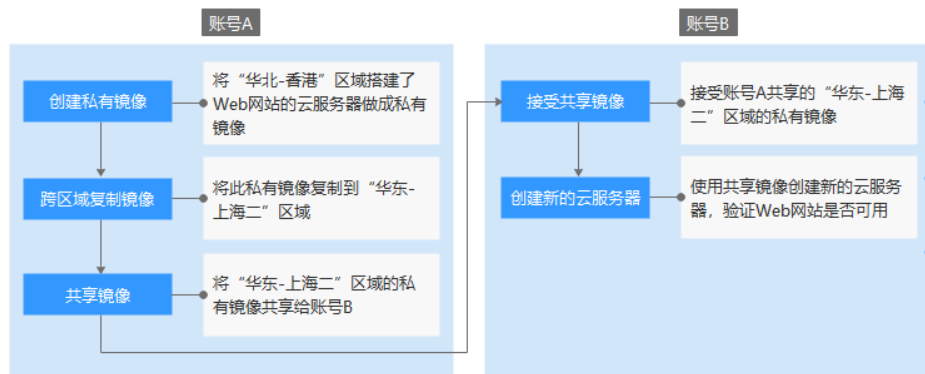 账号A
创建私有镜像
将“华北-香港”区域搭建了
Web网站的云服务器做成私有
镜像
跨区域复制镜像
将此私有镜像复制到“华东-
上海二”区域
共享镜像
将“华东-上海二”区域的私
有镜像共享给账号B
账号B
接受共享镜像
接受账号A共享的“华东-上海
二”区域的私有镜像
创建新的云服务器
使用共享镜像创建新的云服务
器，验证Web网站是否可用